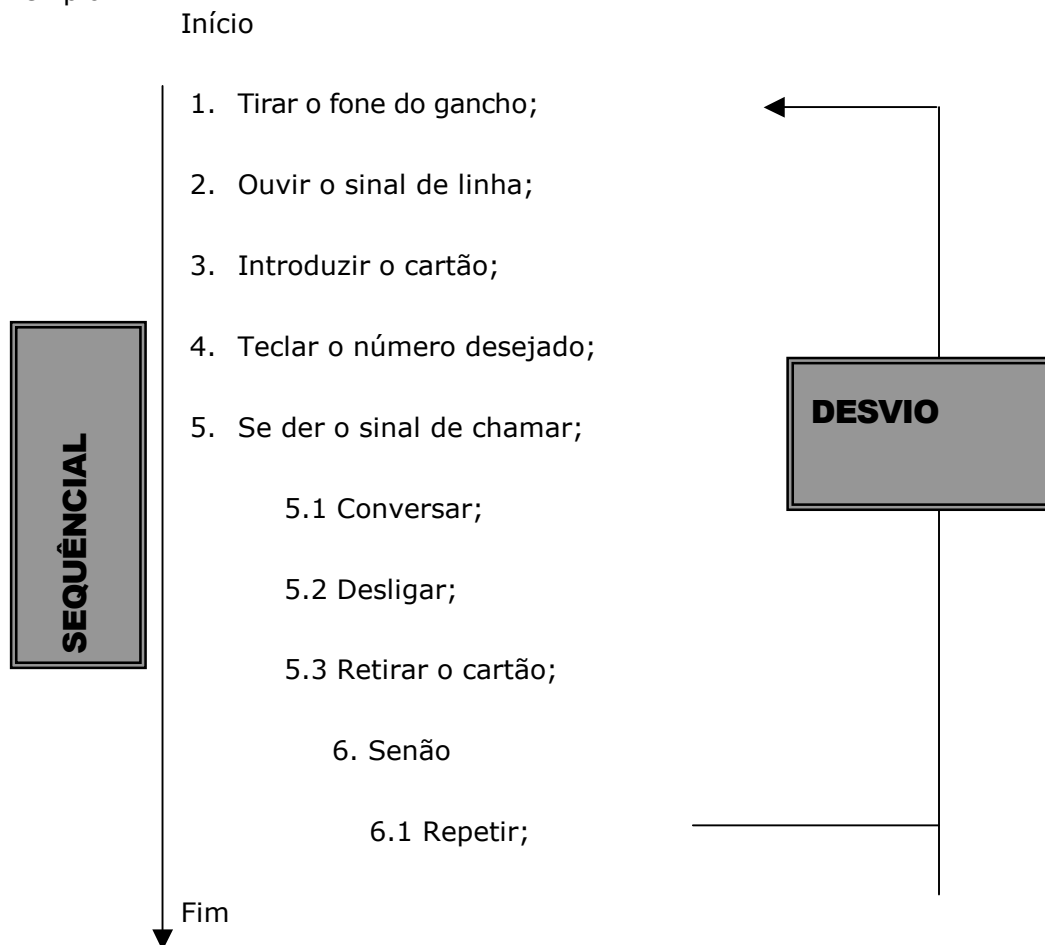 Início
1. Tirar o fone do gancho;
2. Ouvir o sinal de linha;
3. Introduzir o cartão;
4. Teclar o número desejado;
5. Se der o sinal de chamar;
5.1 Conversar;
5.2 Desligar;
5.3 Retirar o cartão;
6. Senão
6.1 Repetir;
Fim
SEQUÊNCIAL
DESVIO